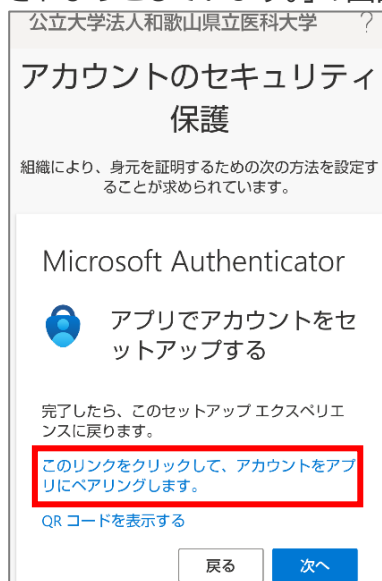 公立大学法人和歌山県立医科大学 ?
アカウントのセキュリティ
保護
組織により、身元を証明するための次の方法を設定す
ることが求められています。
Microsoft Authenticator
アプリでアカウントをセ
ットアップする
完了したら、このセットアップ エクスペリエ
ンスに戻ります。
このリンクをクリックして、アカウントをアプ
リにペアリングします。
QR コードを表示する
戻る 次へ